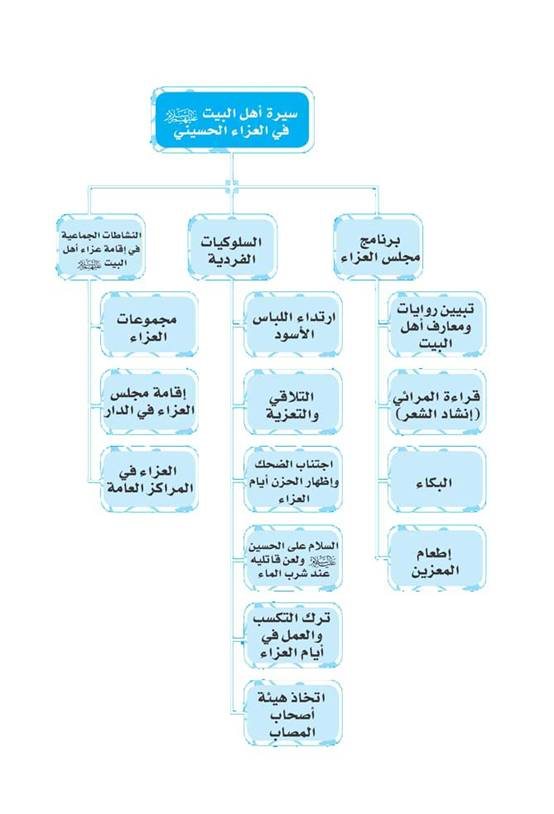 سيرة أهل البيت عليهم السلام
في العزاء الحسيني
برنامج
مجلس العزاء
تبيين روايات
ومعارف أهل
البيت
قراءة المراثي
(إنشاد الشعر)
البكاء
إطعام
المعزين
السلوكيات
الفردية
ارتداء اللباس
الأسود
التلاقي
والتعزية
اجتناب الضحك
وإظهار الحزن أيام
العزاء
السلام على الحسين
عليه السلام ولعن قاتليه
عند شرب الماء
ترك التكسب
والعمل في
أيام العزاء
اتخاذ هيئة
أصحاب
المصاب
النشاطات الجماعية
في إقامة عزاء أهل
البيت عليهم السلام
مجموعات
العزاء
إقامة مجلس
العزاء في الدار
العزاء في
المراكز العامة